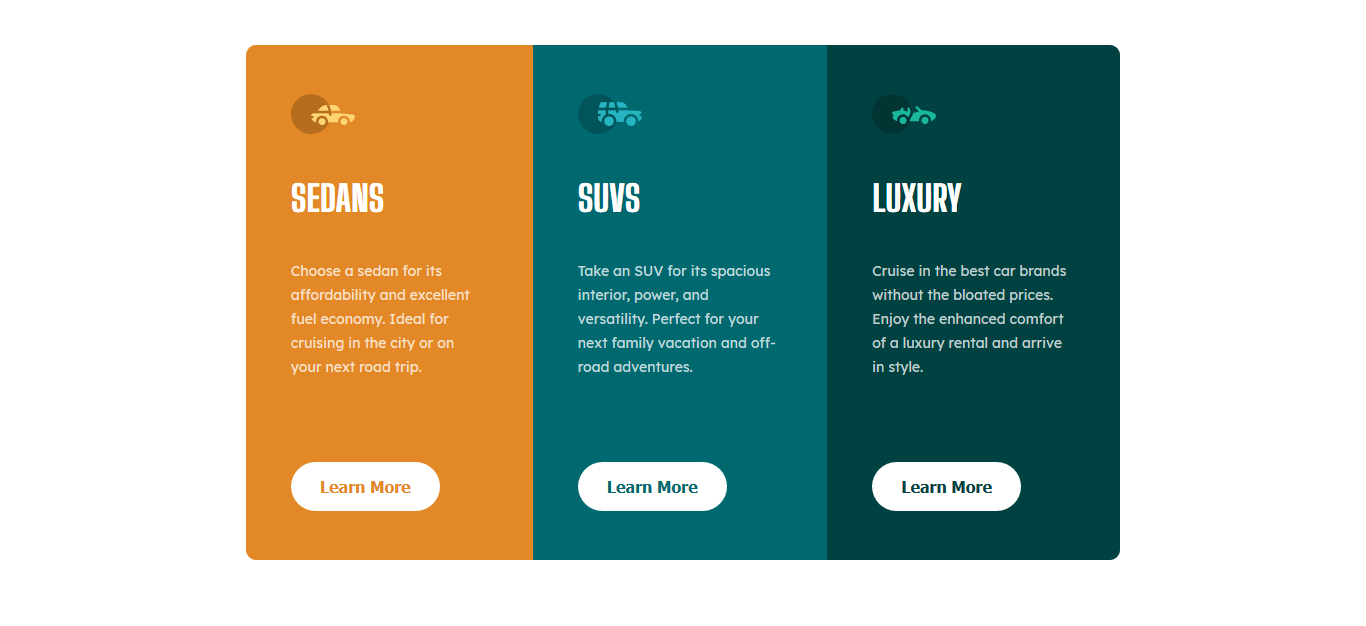 SEDANS
Choose a sedan for its
affordability and excellent
fuel economy. Ideal for
cruising in the city or on
your next road trip.
Learn More
SUVS
Take an SUV for its spacious
interior, power, and
versatility. Perfect for your
next family vacation and off-
road adventures.
Learn More
LUXURY
Cruise in the best car brands
without the bloated prices.
Enjoy the enhanced comfort
of a luxury rental and arrive
in style.
Learn More